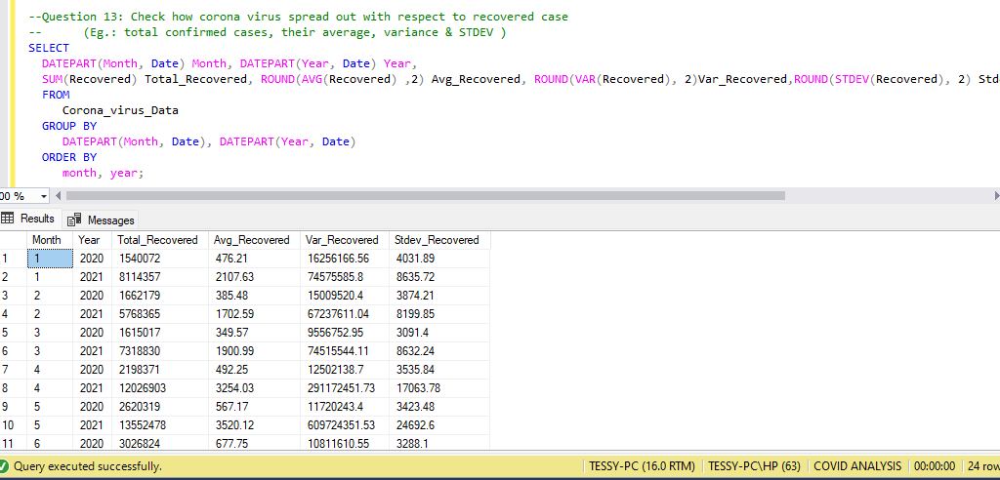 --Question 13: Check how corona virus spread out with respect to recovered case
--      (Eg.: total confirmed cases, their average, variance & STDEV )
SELECT
DATEPART(Month, Date) Month, DATEPART(Year, Date) Year,
SUM(Recovered) Total_Recovered, ROUND(AVG(Recovered) ,2) Avg_Recovered, ROUND(VAR(Recovered), 2)Var_Recovered,ROUND(STDEV(Recovered), 2) Std
FROM
Corona_virus_Data
GROUP BY
DATEPART(Month, Date), DATEPART(Year, Date)
ORDER BY
month, year;
00 %
Results Messages
Month Year Total_Recovered Avg_Recovered Var_Recovered Stdev_Recovered
1 1 2020 1540072 476.21 16256166.56 4031.89
2 1 2021 8114357 2107.63 74575585.8 8635.72
3 2 2020 1662179 385.48 15009520.4 3874.21
4 2 2021 5768365 1702.59 67237611.04 8199.85
5 3 2020 1615017 349.57 9556752.95 3091.4
6 3 2021 7318830 1900.99 74515544.11 8632.24
7 4 2020 2198371 492.25 12502138.7 3535.84
8 4 2021 12026903 3254.03 291172451.73 17063.78
9 5 2020 2620319 567.17 11720243.4 3423.48
10 5 2021 13552478 3520.12 609724351.53 24692.6
11 6 2020 3026824 677.75 10811610.55 3288.1
Query executed successfully. TESSY-PC (16.0 RTM) TESSY-PC\HP (63) COVID ANALYSIS 00:00:00 24 row